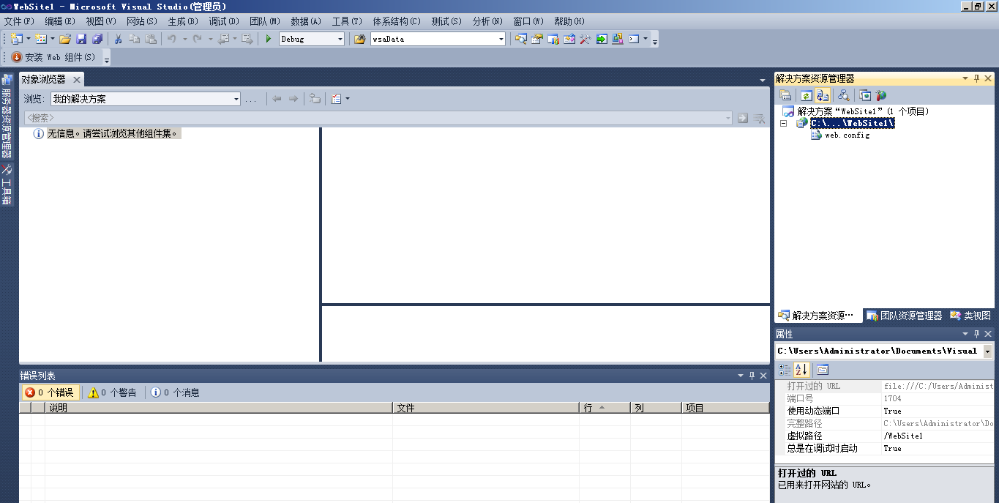 WebSite1 - Microsoft Visual Studio(管理员)
文件(F) 编辑(E) 视图(V) 网站(S) 生成(B) 调试(D) 团队(M) 数据(A) 工具(T) 体系结构(C) 测试(S) 分析(N) 窗口(W) 帮助(H)
Debug wsaData
安装 Web 组件(S)
服务器资源管理器
工具箱
对象浏览器
浏览: 我的解决方案 ...
<搜索>
无信息。请尝试浏览其他组件集。
错误列表
0 个错误 0 个警告 0 个消息
说明 文件 行 列 项目
解决方案资源管理器
解决方案“WebSite1”(1 个项目)
C:\...\WebSite1\
web.config
解决方案资源… 团队资源管理器 类视图
属性
C:\Users\Administrator\Documents\Visual
打开过的 URL file:///C:/Users/Administ
端口号 1704
使用动态端口 True
完整路径 C:\Users\Administrator\Do
虚拟路径 /WebSite1
总是在调试时启动 True
打开过的 URL
已用来打开网站的 URL。